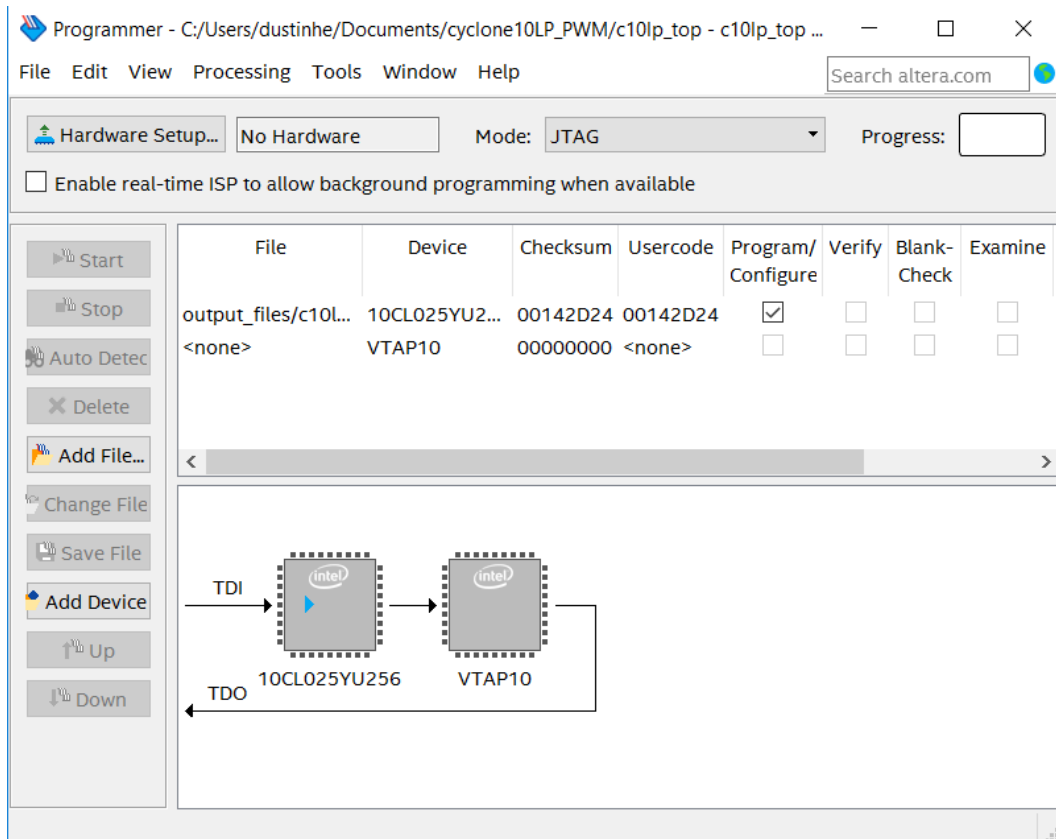 Programmer - C:/Users/dustinhe/Documents/cyclone10LP_PWM/c10lp_top - c10lp_top ...
File Edit View Processing Tools Window Help
Search altera.com
Hardware Setup... No Hardware Mode: JTAG Progress:
Enable real-time ISP to allow background programming when available
Start
Stop
Auto Detec
Delete
Add File...
Change File
Save File
Add Device
Up
Down
File Device Checksum Usercode Program/ Verify Blank- Examine
Configure Check
output_files/c10l... 10CL025YU2... 00142D24 00142D24
<none> VTAP10 00000000 <none>
intel intel
TDI
10CL025YU256 VTAP10
TDO